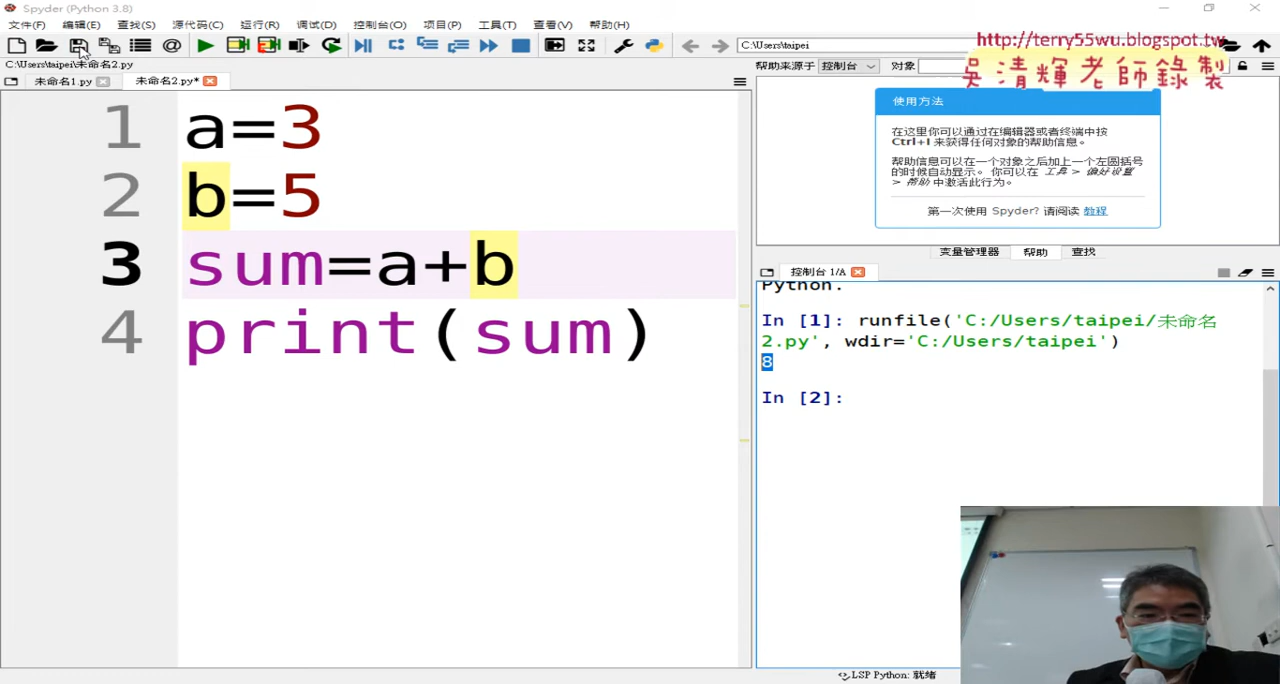 Spyder (Python 3.8)
文件(F) 编辑(E) 查找(S) 源代码(C) 运行(R) 调试(D) 控制台(O) 项目(P) 工具(T) 查看(V) 帮助(H)
C:\Users\taipei
http://terry55wu.blogspot.tw
吳清輝老師錄製
C:\Users\taipei\未命名2.py
未命名1.py
未命名2.py*
1 a=3
2 b=5
3 sum=a+b
4 print(sum)
帮助来源于 控制台 对象
使用方法
在这里你可以通过在编辑器或者终端中按
Ctrl+I 来获得任何对象的帮助信息。
帮助信息可以在一个对象之后加上一个左圆括号
的时候自动显示。 你可以在 工具 > 偏好设置
> 帮助 中激活此行为。
第一次使用 Spyder? 请阅读 教程
变量管理器 帮助 查找
控制台 1/A
Python.
In [1]: runfile('C:/Users/taipei/未命名
2.py', wdir='C:/Users/taipei')
8
In [2]:
LSP Python: 就绪